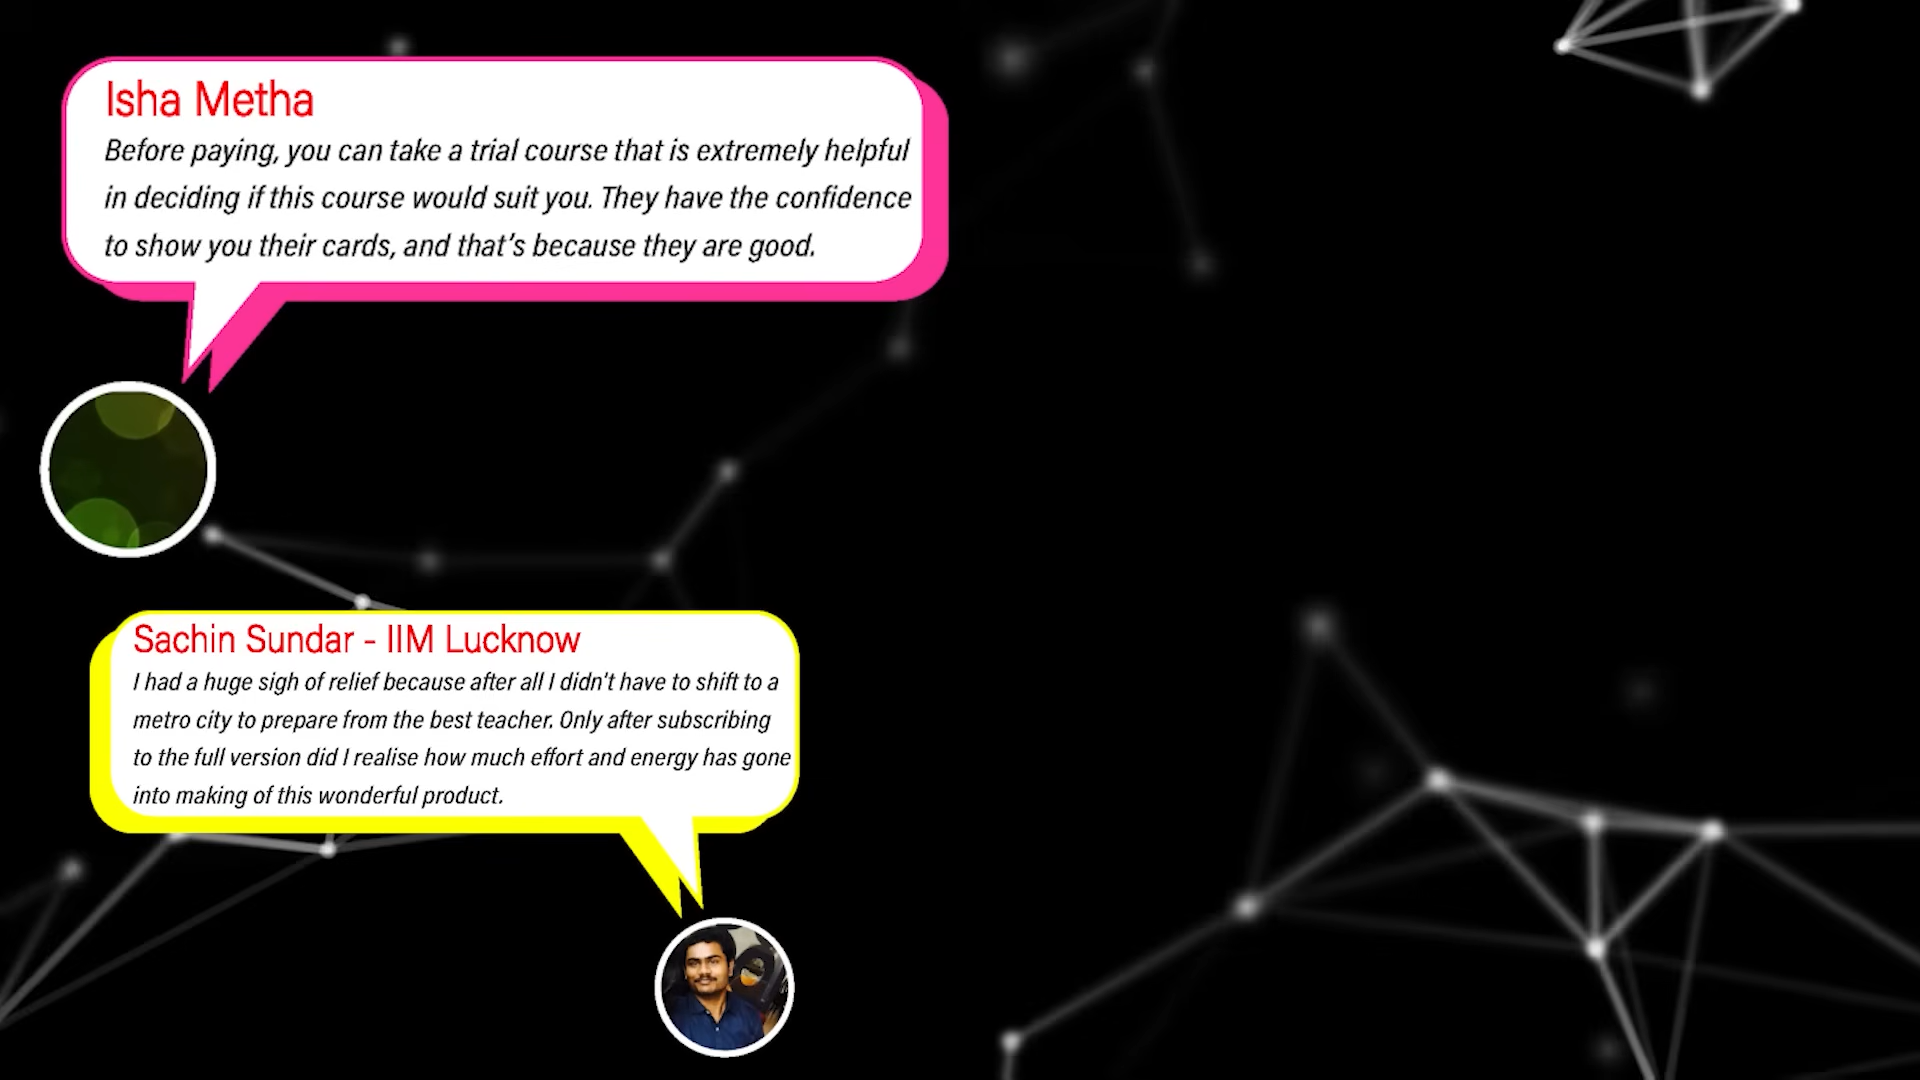 Isha Metha
Before paying, you can take a trial course that is extremely helpful
in deciding if this course would suit you. They have the confidence
to show you their cards, and that's because they are good.
Sachin Sundar - IIM Lucknow
I had a huge sigh of relief because after all I didn't have to shift to a
metro city to prepare from the best teacher. Only after subscribing
to the full version did I realise how much effort and energy has gone
into making of this wonderful product.